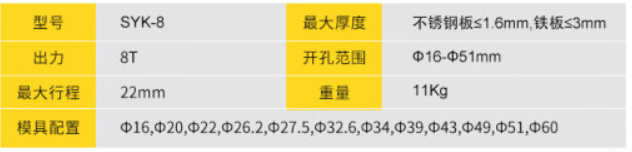 型号 SYK-8 最大厚度 不锈钢板≤1.6mm,铁板≤3mm
出力 8T 开孔范围 Φ16-Φ51mm
最大行程 22mm 重量 11Kg
模具配置 Φ16,Φ20,Φ22,Φ26.2,Φ27.5,Φ32.6,Φ34,Φ39,Φ43,Φ49,Φ51,Φ60